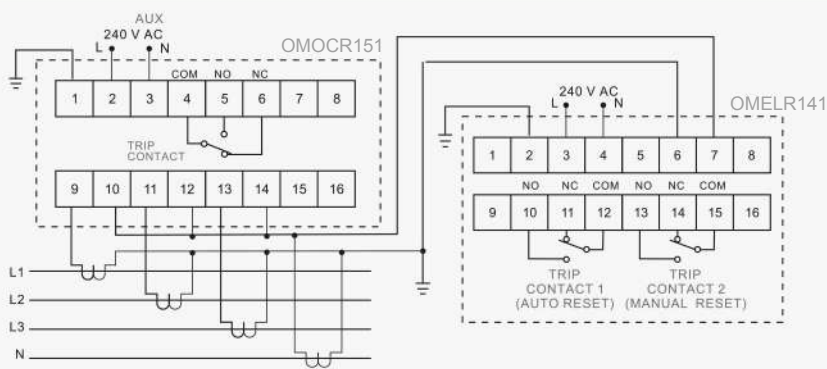 AUX
240 V AC
L N
OMOCR151
COM NO NC
1 2 3 4 5 6 7 8
TRIP
CONTACT
9 10 11 12 13 14 15 16
L1
L2
L3
N
240 V AC
L N
OMELR141
1 2 3 4 5 6 7 8
NO NC COM NO NC COM
9 10 11 12 13 14 15 16
TRIP
CONTACT 1
(AUTO RESET)
TRIP
CONTACT 2
(MANUAL RESET)